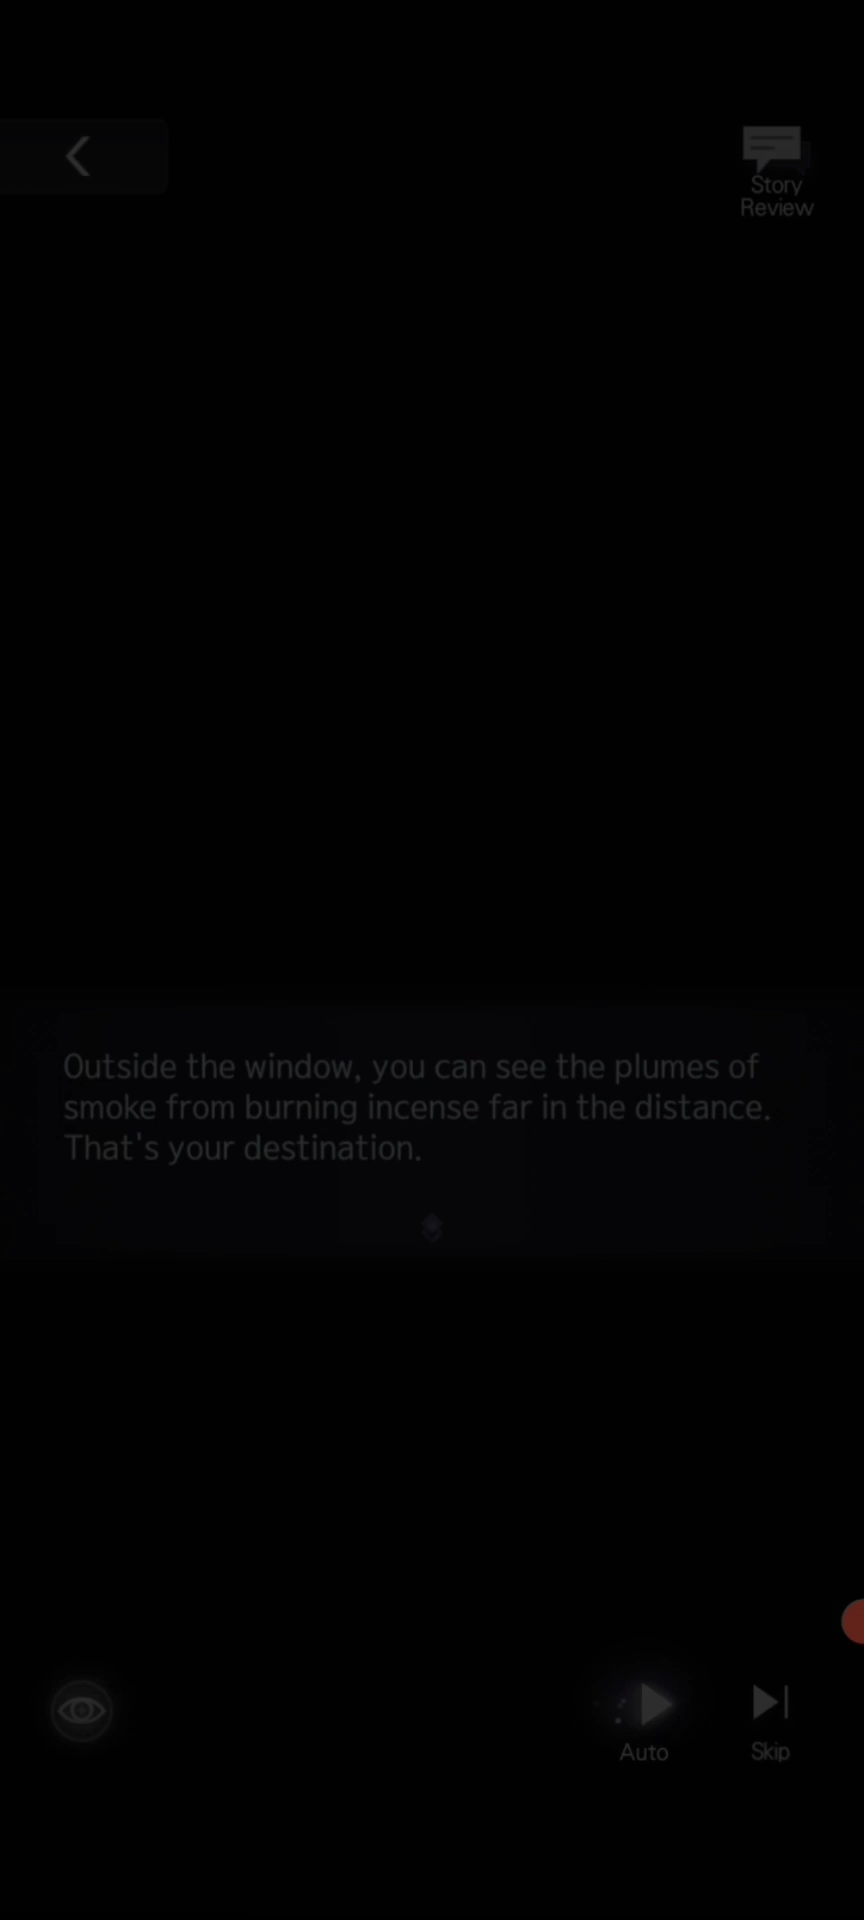 Story
Review
Outside the window, you can see the plumes of
smoke from burning incense far in the distance.
That's your destination.
Auto
Skip